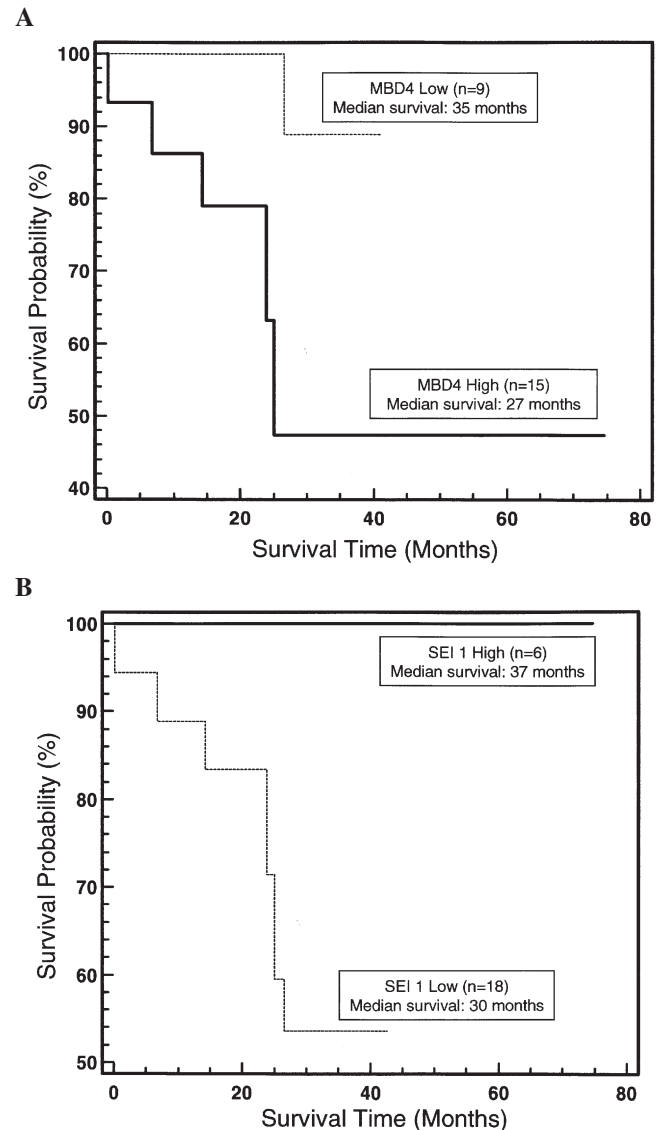 A
100
90
80
70
60
50
40
Survival Probability (%)
MBD4 Low (n=9)
Median survival: 35 months
MBD4 High (n=15)
Median survival: 27 months
0 20 40 60 80
Survival Time (Months)
B
100
90
80
70
60
50
Survival Probability (%)
SEI 1 High (n=6)
Median survival: 37 months
SEI 1 Low (n=18)
Median survival: 30 months
0 20 40 60 80
Survival Time (Months)